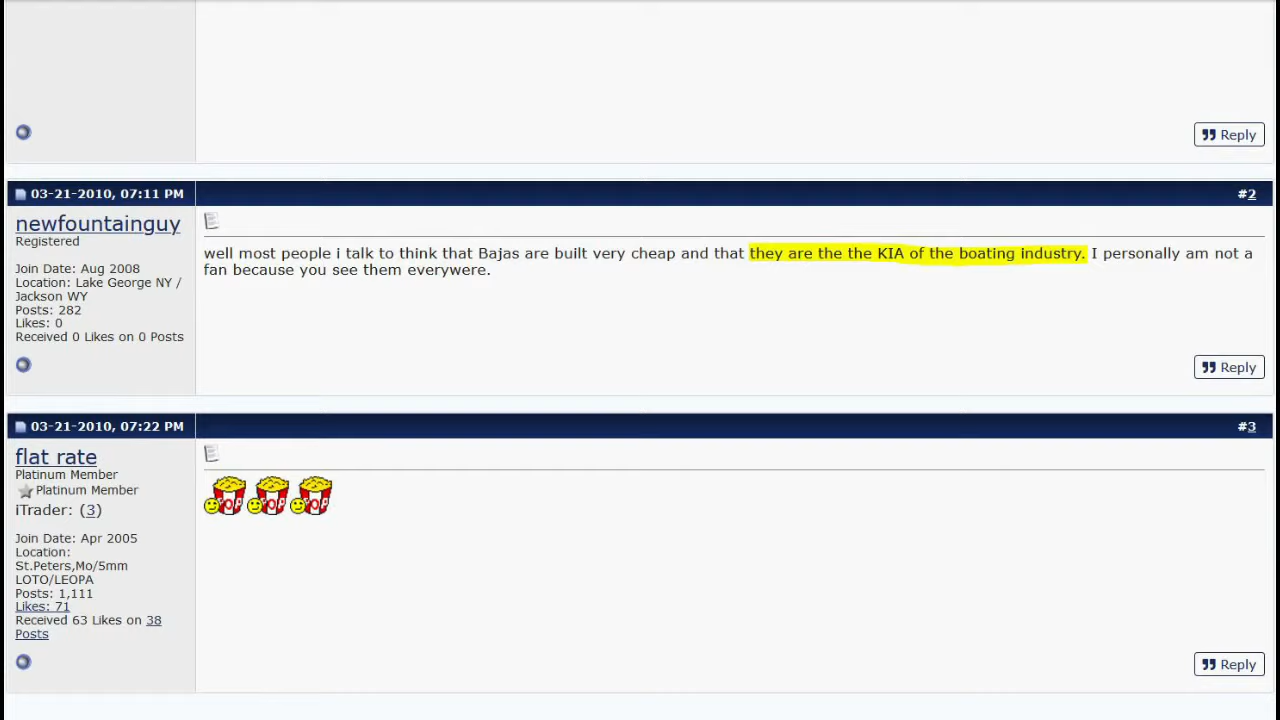 Reply
03-21-2010, 07:11 PM
#2
newfountainguy
Registered
Join Date: Aug 2008
Location: Lake George NY /
Jackson WY
Posts: 282
Likes: 0
Received 0 Likes on 0 Posts
well most people i talk to think that Bajas are built very cheap and that they are the the KIA of the boating industry. I personally am not a
fan because you see them everywere.
Reply
03-21-2010, 07:22 PM
#3
flat rate
Platinum Member
Platinum Member
iTrader: (3)
Join Date: Apr 2005
Location:
St.Peters,Mo/5mm
LOTO/LEOPA
Posts: 1,111
Likes: 71
Received 63 Likes on 38
Posts
Reply